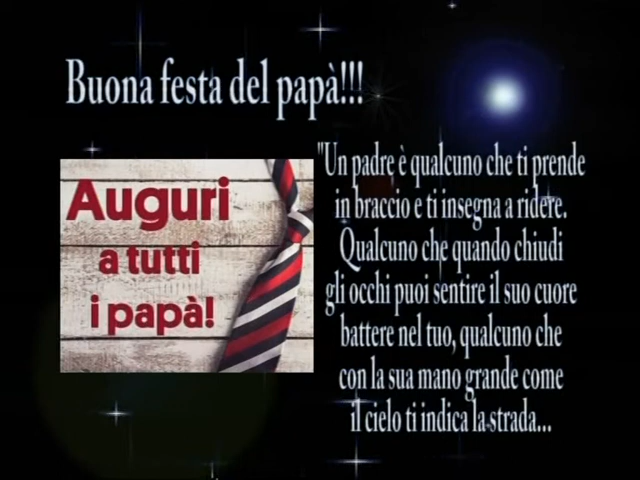 Buona festa del papà!!!
Auguri
a tutti
i papà!
"Un padre è qualcuno che ti prende
in braccio e ti insegna a ridere.
Qualcuno che quando chiudi
gli occhi puoi sentire il suo cuore
battere nel tuo, qualcuno che
con la sua mano grande come
il cielo ti indica la strada...